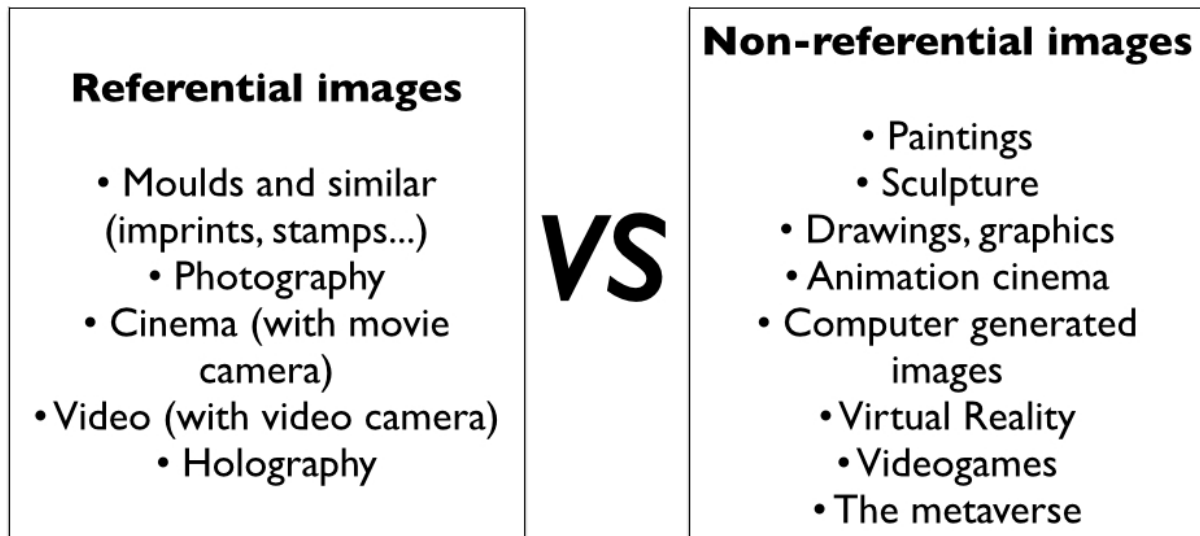 Referential images
• Moulds and similar
(imprints, stamps...)
• Photography
• Cinema (with movie
camera)
• Video (with video camera)
• Holography
VS
Non-referential images
• Paintings
• Sculpture
• Drawings, graphics
• Animation cinema
• Computer generated
images
• Virtual Reality
• Videogames
• The metaverse